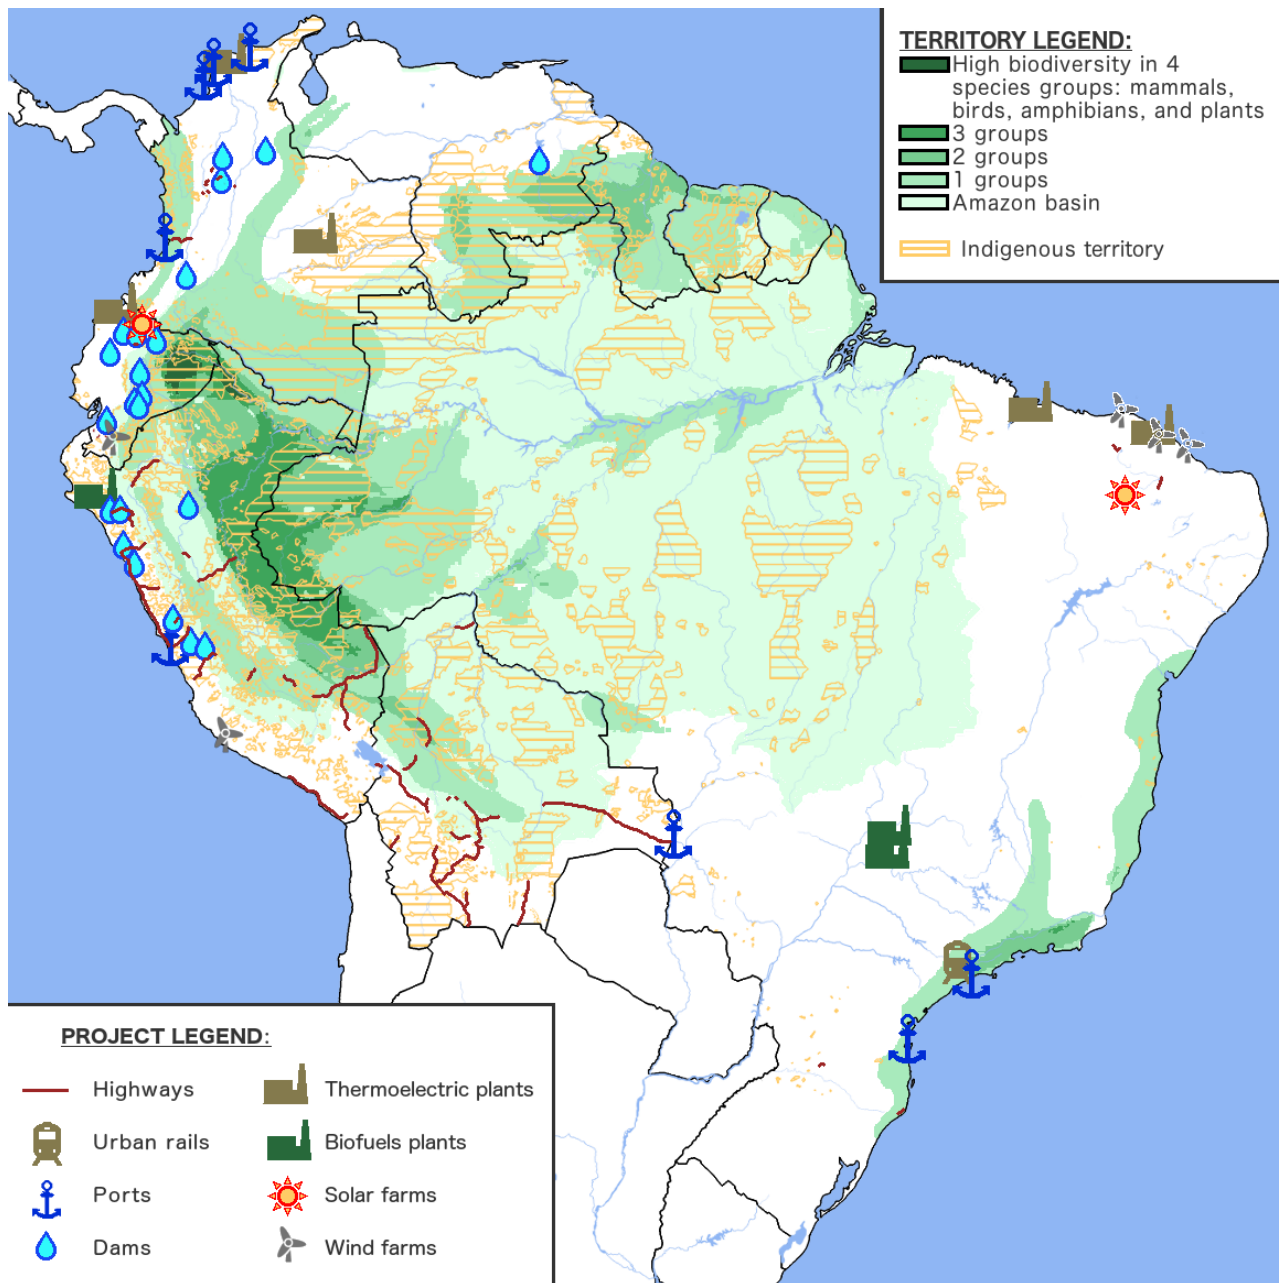 TERRITORY LEGEND:
High biodiversity in 4
species groups: mammals,
birds, amphibians, and plants
3 groups
2 groups
1 groups
Amazon basin
Indigenous territory
PROJECT LEGEND:
Highways
Thermoelectric plants
Urban rails
Biofuels plants
Ports
Solar farms
Dams
Wind farms